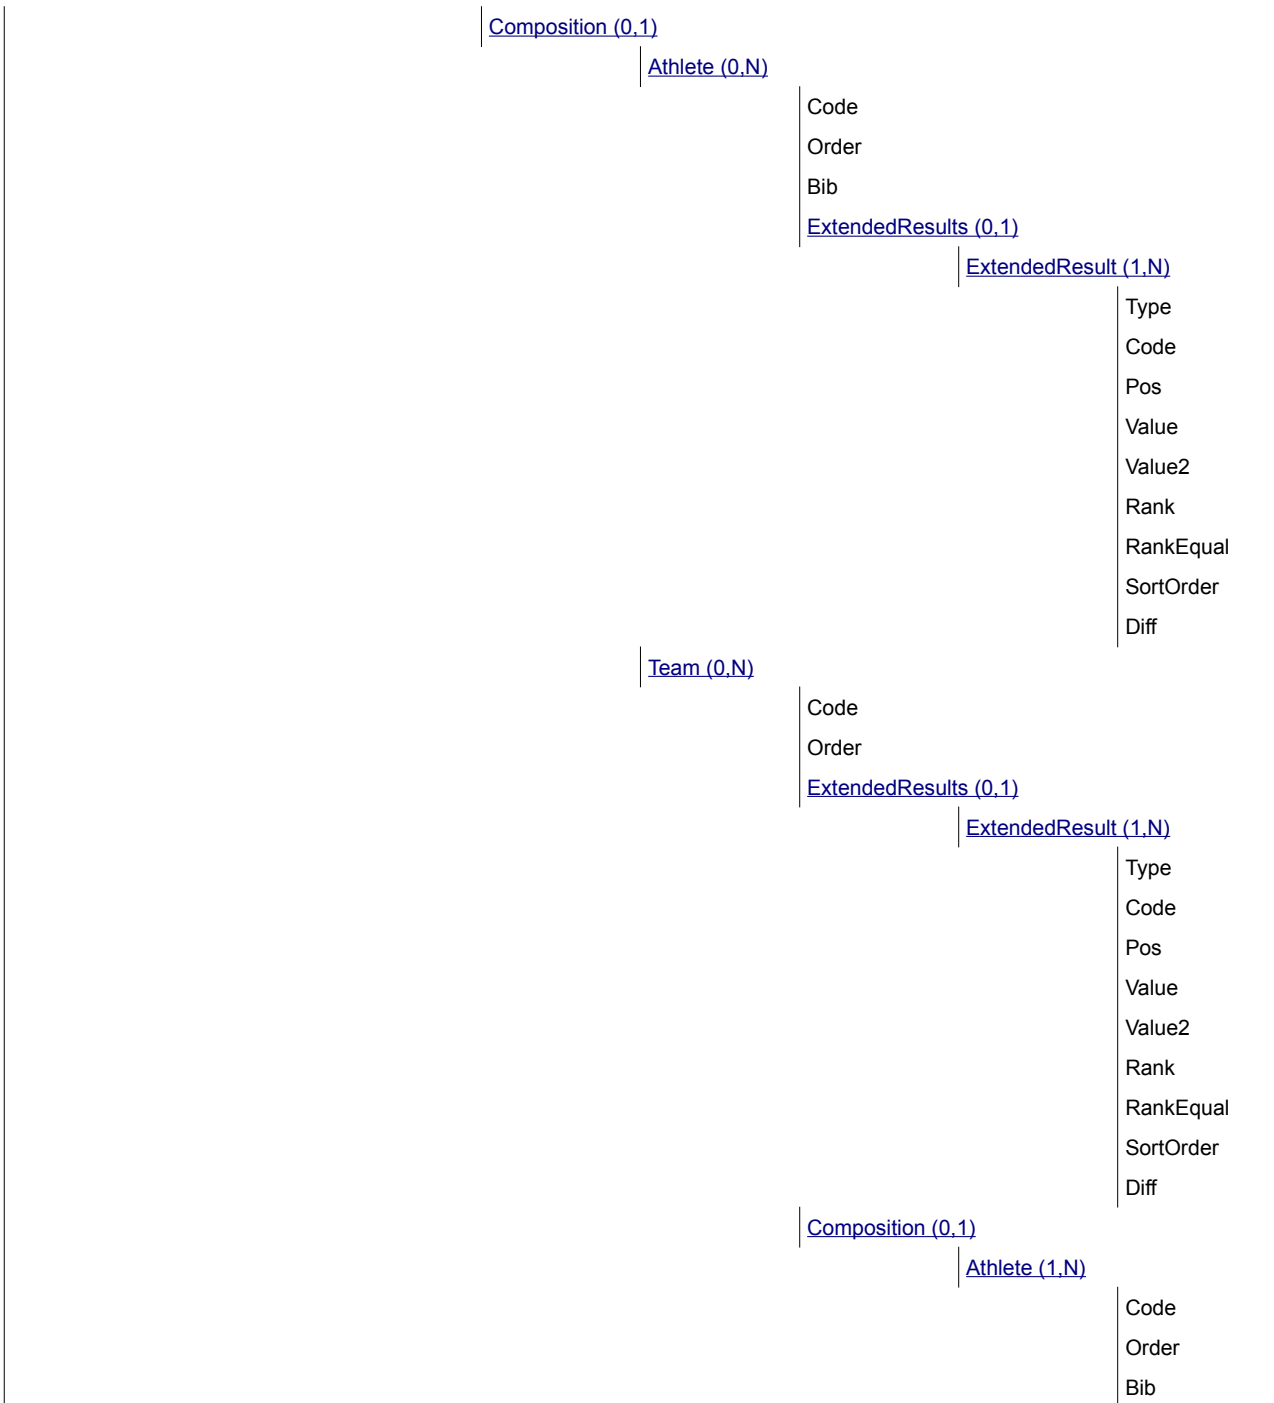 Composition (0,1)
Athlete (0,N)
Code
Order
Bib
ExtendedResults (0,1)
ExtendedResult (1,N)
Type
Code
Pos
Value
Value2
Rank
RankEqual
SortOrder
Diff
Team (0,N)
Code
Order
ExtendedResults (0,1)
ExtendedResult (1,N)
Type
Code
Pos
Value
Value2
Rank
RankEqual
SortOrder
Diff
Composition (0,1)
Athlete (1,N)
Code
Order
Bib